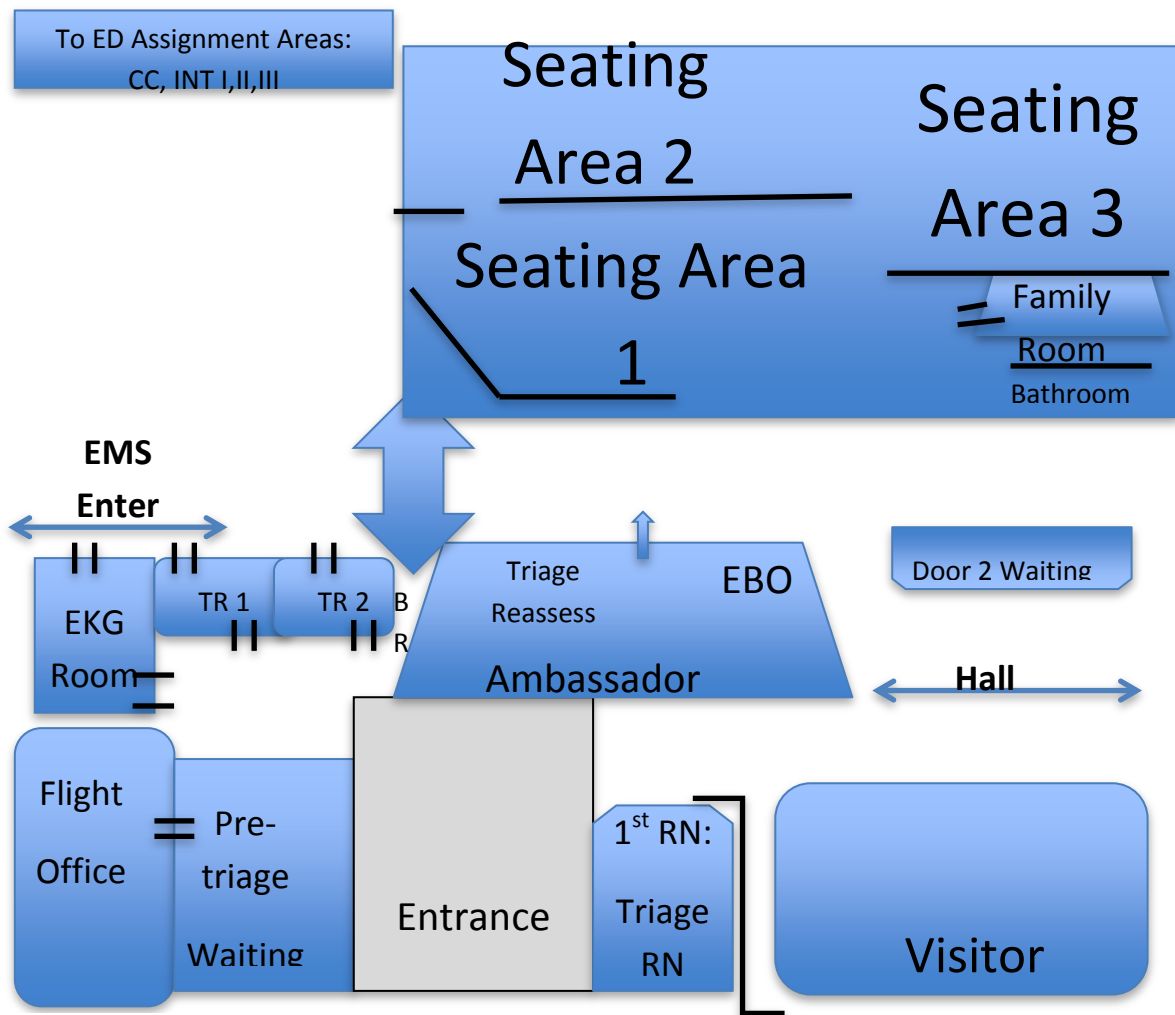 To ED Assignment Areas:
CC, INT I,II,III
Seating
Area 2
Seating
Area 3
Seating Area
1
Family
Room
Bathroom
EMS
Enter
EKG
Room
TR 1
TR 2
B
R
Triage
Reassess
EBO
Ambassador
Door 2 Waiting
Hall
Flight
Office
Pre-
triage
Waiting
Entrance
1st RN:
Triage
RN
Visitor